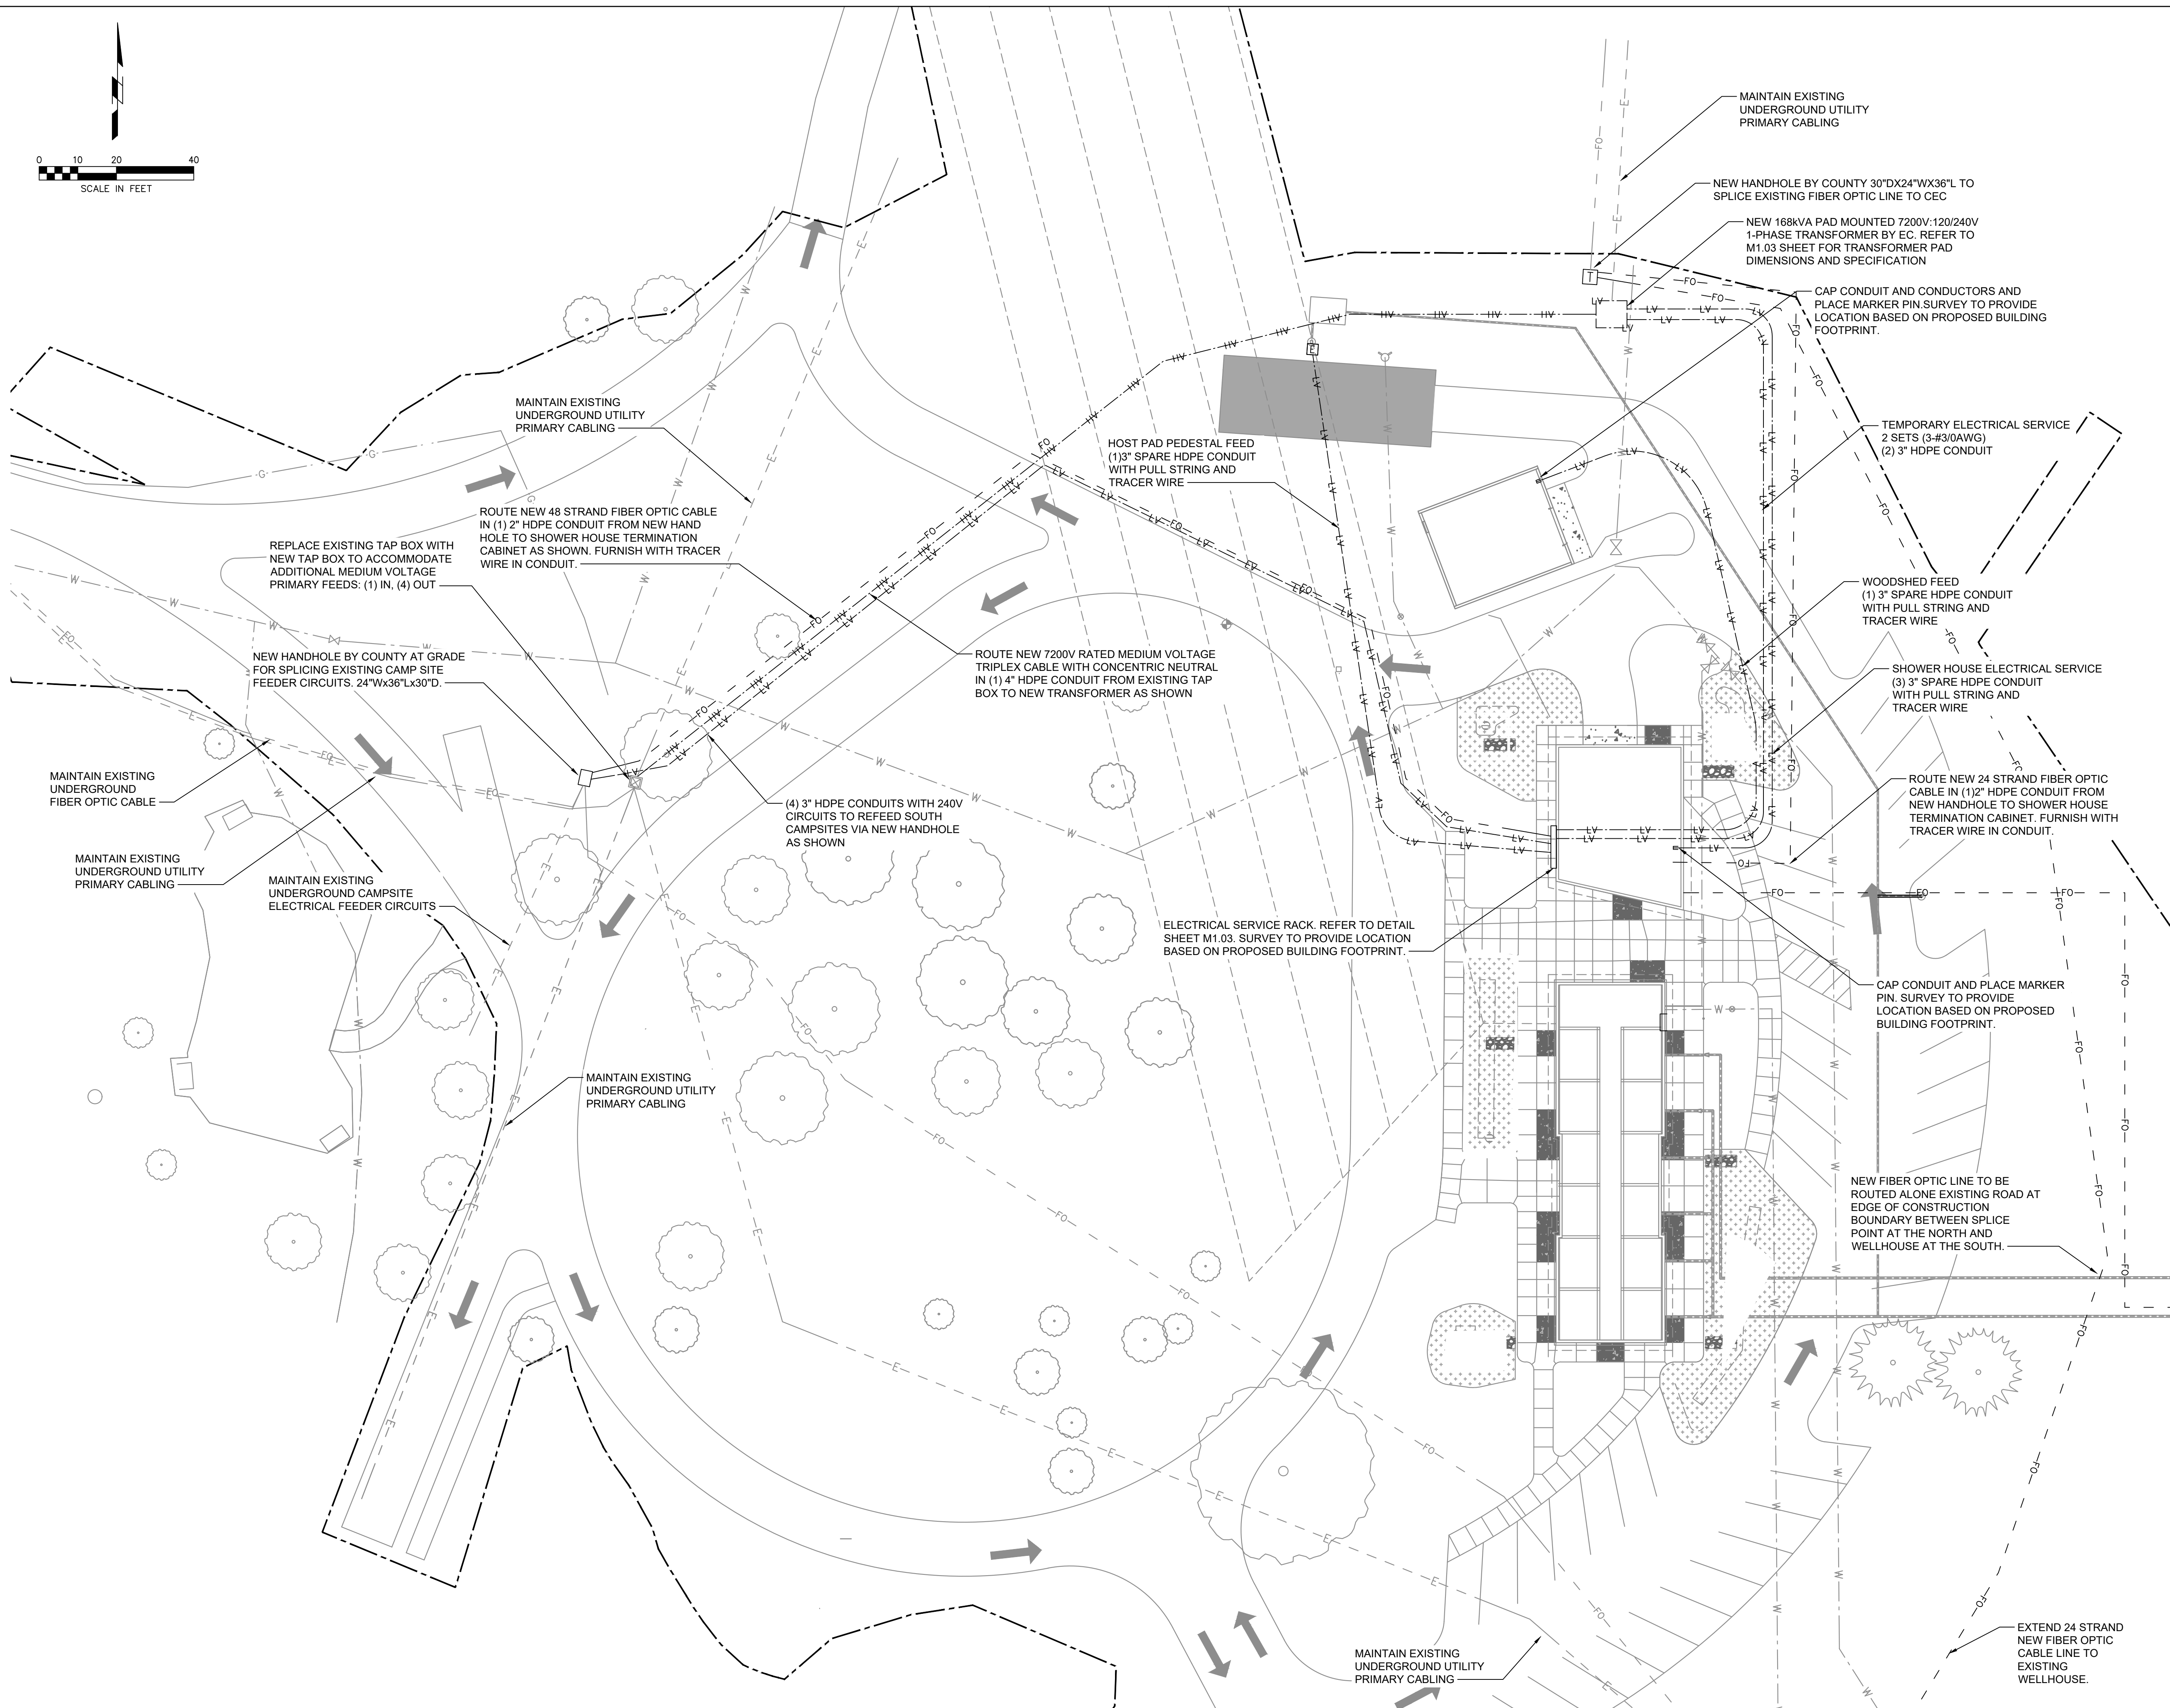 0 10 20 40
SCALE IN FEET
MAINTAIN EXISTING
UNDERGROUND UTILITY
PRIMARY CABLING
NEW HANDHOLE BY COUNTY 30"DX24"WX36"L TO
SPLICE EXISTING FIBER OPTIC LINE TO CEC
NEW 168kVA PAD MOUNTED 7200V:120/240V
1-PHASE TRANSFORMER BY EC. REFER TO
M1.03 SHEET FOR TRANSFORMER PAD
DIMENSIONS AND SPECIFICATION
T
CAP CONDUIT AND CONDUCTORS AND
PLACE MARKER PIN.SURVEY TO PROVIDE
LOCATION BASED ON PROPOSED BUILDING
FOOTPRINT.
E
MAINTAIN EXISTING
UNDERGROUND UTILITY
PRIMARY CABLING
HOST PAD PEDESTAL FEED
(1)3" SPARE HDPE CONDUIT
WITH PULL STRING AND
TRACER WIRE
TEMPORARY ELECTRICAL SERVICE
2 SETS (3-#3/0AWG)
(2) 3" HDPE CONDUIT
ROUTE NEW 48 STRAND FIBER OPTIC CABLE
IN (1) 2" HDPE CONDUIT FROM NEW HAND
HOLE TO SHOWER HOUSE TERMINATION
CABINET AS SHOWN. FURNISH WITH TRACER
WIRE IN CONDUIT.
REPLACE EXISTING TAP BOX WITH
NEW TAP BOX TO ACCOMMODATE
ADDITIONAL MEDIUM VOLTAGE
PRIMARY FEEDS: (1) IN, (4) OUT
WOODSHED FEED
(1) 3" SPARE HDPE CONDUIT
WITH PULL STRING AND
TRACER WIRE
NEW HANDHOLE BY COUNTY AT GRADE
FOR SPLICING EXISTING CAMP SITE
FEEDER CIRCUITS. 24"Wx36"Lx30"D.
ROUTE NEW 7200V RATED MEDIUM VOLTAGE
TRIPLEX CABLE WITH CONCENTRIC NEUTRAL
IN (1) 4" HDPE CONDUIT FROM EXISTING TAP
BOX TO NEW TRANSFORMER AS SHOWN
SHOWER HOUSE ELECTRICAL SERVICE
(3) 3" SPARE HDPE CONDUIT
WITH PULL STRING AND
TRACER WIRE
MAINTAIN EXISTING
UNDERGROUND
FIBER OPTIC CABLE
(4) 3" HDPE CONDUITS WITH 240V
CIRCUITS TO REFEED SOUTH
CAMPSITES VIA NEW HANDHOLE
AS SHOWN
ROUTE NEW 24 STRAND FIBER OPTIC
CABLE IN (1)2" HDPE CONDUIT FROM
NEW HANDHOLE TO SHOWER HOUSE
TERMINATION CABINET. FURNISH WITH
TRACER WIRE IN CONDUIT.
MAINTAIN EXISTING
UNDERGROUND UTILITY
PRIMARY CABLING
MAINTAIN EXISTING
UNDERGROUND CAMPSITE
ELECTRICAL FEEDER CIRCUITS
ELECTRICAL SERVICE RACK. REFER TO DETAIL
SHEET M1.03. SURVEY TO PROVIDE LOCATION
BASED ON PROPOSED BUILDING FOOTPRINT.
CAP CONDUIT AND PLACE MARKER
PIN. SURVEY TO PROVIDE
LOCATION BASED ON PROPOSED
BUILDING FOOTPRINT.
MAINTAIN EXISTING
UNDERGROUND UTILITY
PRIMARY CABLING
NEW FIBER OPTIC LINE TO BE
ROUTED ALONE EXISTING ROAD AT
EDGE OF CONSTRUCTION
BOUNDARY BETWEEN SPLICE
POINT AT THE NORTH AND
WELLHOUSE AT THE SOUTH.
MAINTAIN EXISTING
UNDERGROUND UTILITY
PRIMARY CABLING
EXTEND 24 STRAND
NEW FIBER OPTIC
CABLE LINE TO
EXISTING
WELLHOUSE.